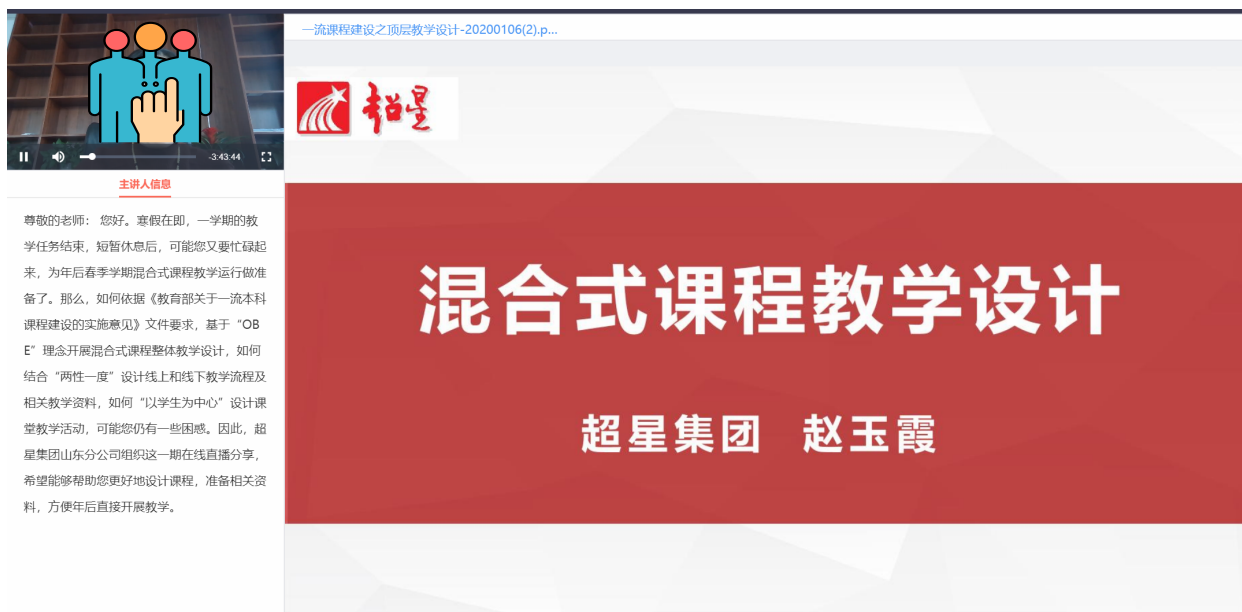 一流课程建设之顶层教学设计-20200106(2).p...
超星
-3:43:44
主讲人信息
尊敬的老师： 您好。寒假在即，一学期的教
学任务结束，短暂休息后，可能您又要忙碌起
来，为年后春季学期混合式课程教学运行做准
备了。那么，如何依据《教育部关于一流本科
课程建设的实施意见》文件要求，基于“OB
E”理念开展混合式课程整体教学设计，如何
结合“两性一度”设计线上和线下教学流程及
相关教学资料，如何“以学生为中心”设计课
堂教学活动，可能您仍有一些困惑。因此，超
星集团山东分公司组织这一期在线直播分享，
希望能够帮助您更好地设计课程，准备相关资
料，方便年后直接开展教学。
混合式课程教学设计
超星集团 赵玉霞